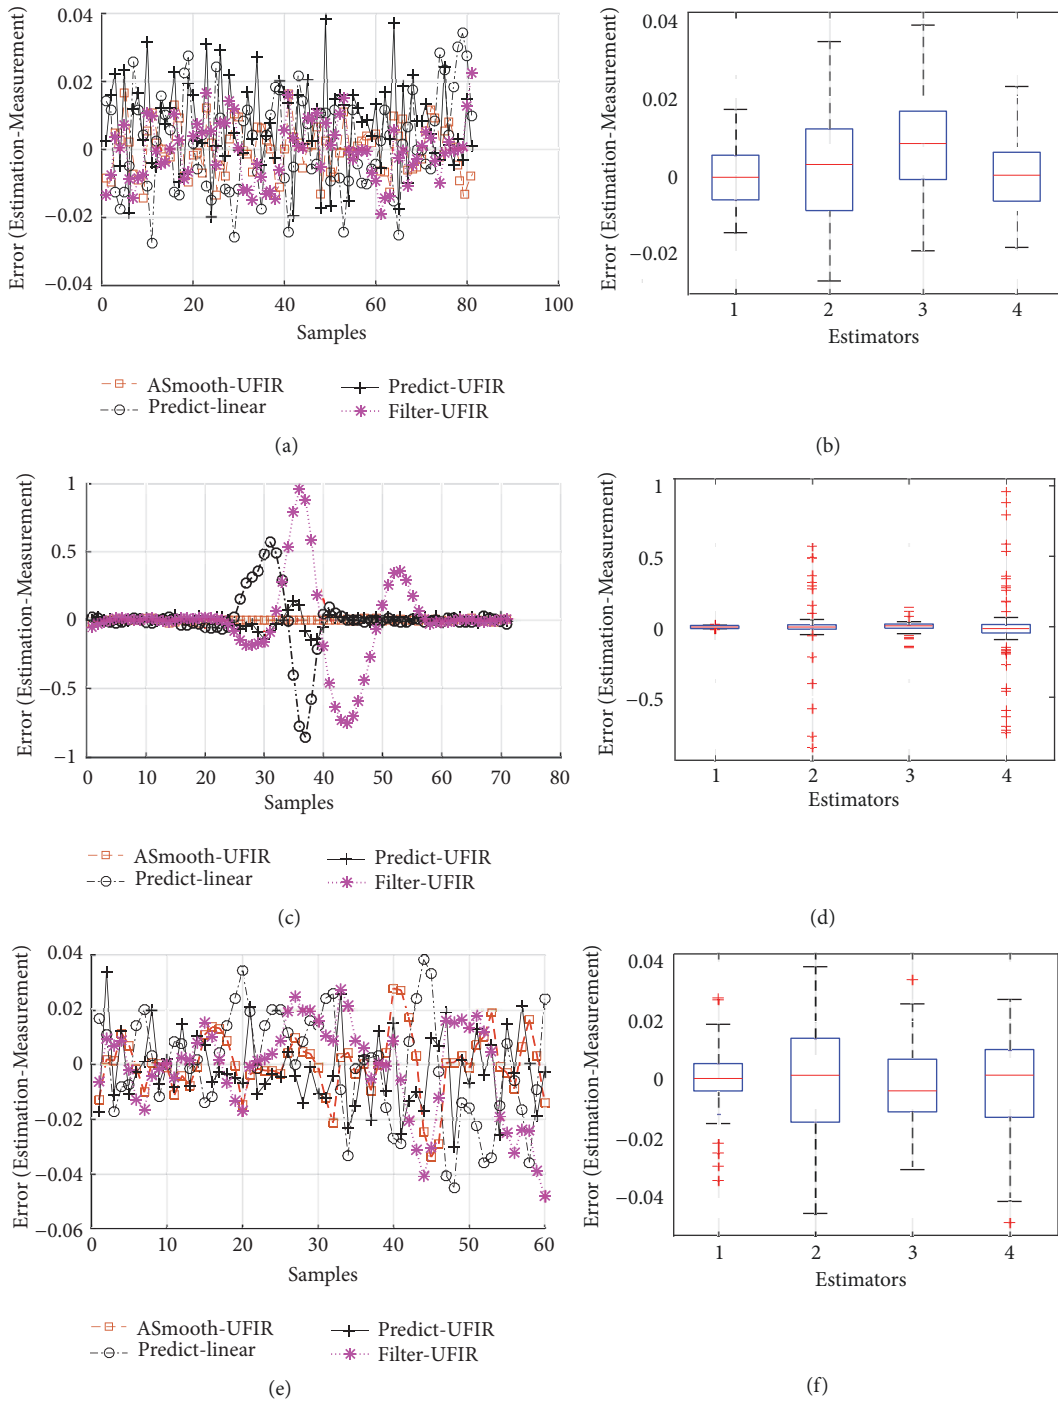 Error (Estimation-Measurement)
0.04
0.02
0
−0.02
−0.04
0 20 40 60 80 100
Samples
ASmooth-UFIR
Predict-linear
Predict-UFIR
Filter-UFIR
(a)
Error (Estimation-Measurement)
0.04
0.02
0
−0.02
1 2 3 4
Estimators
(b)
Error (Estimation-Measurement)
1
0.5
0
−0.5
−1
0 10 20 30 40 50 60 70 80
Samples
ASmooth-UFIR
Predict-linear
Predict-UFIR
Filter-UFIR
(c)
Error (Estimation-Measurement)
1
0.5
0
−0.5
1 2 3 4
Estimators
(d)
Error (Estimation-Measurement)
0.04
0.02
0
−0.02
−0.04
−0.06
0 10 20 30 40 50 60
Samples
ASmooth-UFIR
Predict-linear
Predict-UFIR
Filter-UFIR
(e)
Error (Estimation-Measurement)
0.04
0.02
0
−0.02
−0.04
1 2 3 4
Estimators
(f)